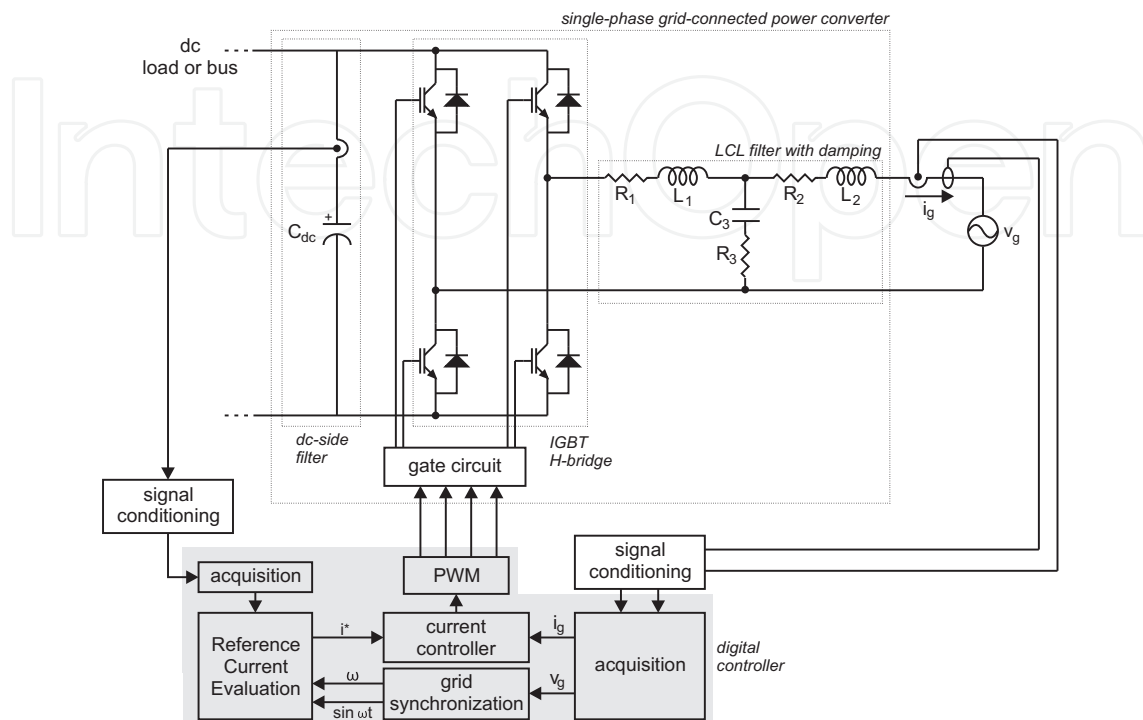 single-phase grid-connected power converter
dc
load or bus
IntechOpen
LCL filter with damping
R1
L1
R2
L2
ig
C3
R3
vg
+
Cdc
dc-side
filter
IGBT
H-bridge
gate circuit
signal
conditioning
signal
conditioning
acquisition
PWM
Reference
Current
Evaluation
i*
current
controller
ig
acquisition
digital
controller
ω
sin ωt
grid
synchronization
vg